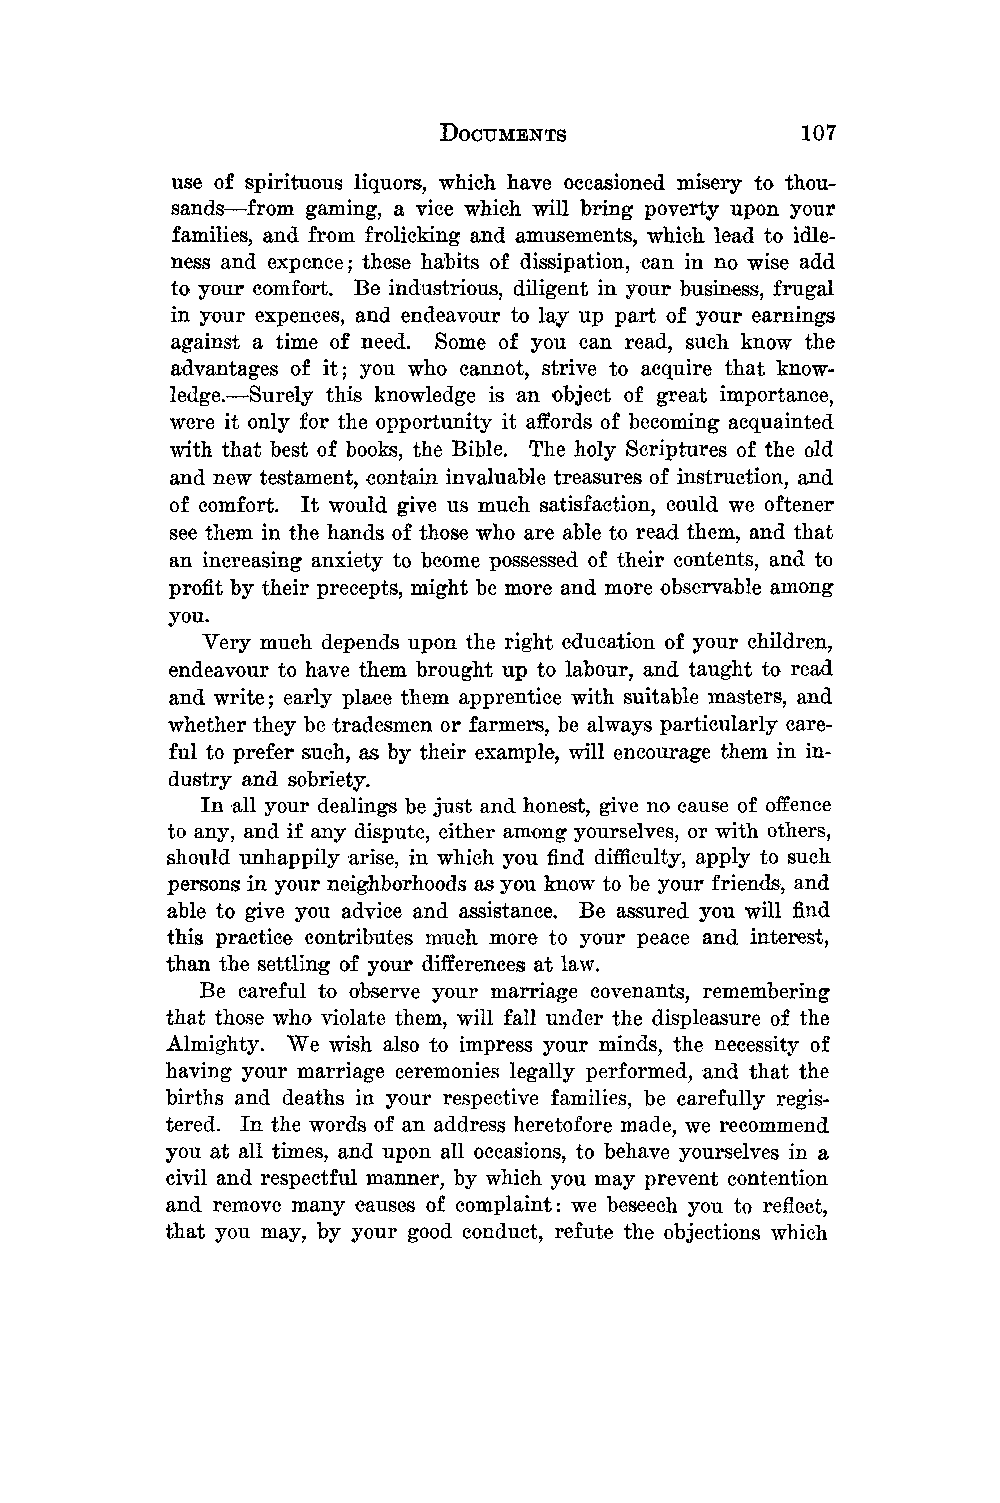 DOCUMENTS 107
use of spirituous liquors, which have occasioned misery to thou-
sands—from gaming, a vice which will bring poverty upon your
families, and from frolicking and amusements, which lead to idle-
ness and expence; these habits of dissipation, can in no wise add
to your comfort. Be industrious, diligent in your business, frugal
in your expences, and endeavour to lay up part of your earnings
against a time of need. Some of you can read, such know the
advantages of it; you who cannot, strive to acquire that know-
ledge.—Surely this knowledge is an object of great importance,
were it only for the opportunity it affords of becoming acquainted
with that best of books, the Bible. The holy Scriptures of the old
and new testament, contain invaluable treasures of instruction, and
of comfort. It would give us much satisfaction, could we oftener
see them in the hands of those who are able to read them, and that
an increasing anxiety to bcome possessed of their contents, and to
profit by their precepts, might be more and more observable among
you.
Very much depends upon the right education of your children,
endeavour to have them brought up to labour, and taught to read
and write; early place them apprentice with suitable masters, and
whether they be tradesmen or farmers, be always particularly care-
ful to prefer such, as by their example, will encourage them in in-
dustry and sobriety.
In all your dealings be just and honest, give no cause of offence
to any, and if any dispute, either among yourselves, or with others,
should unhappily arise, in which you find difficulty, apply to such
persons in your neighborhoods as you know to be your friends, and
able to give you advice and assistance. Be assured you will find
this practice contributes much more to your peace and interest,
than the settling of your differences at law.
Be careful to observe your marriage covenants, remembering
that those who violate them, will fall under the displeasure of the
Almighty. We wish also to impress your minds, the necessity of
having your marriage ceremonies legally performed, and that the
births and deaths in your respective families, be carefully regis-
tered. In the words of an address heretofore made, we recommend
you at all times, and upon all occasions, to behave yourselves in a
civil and respectful manner, by which you may prevent contention
and remove many causes of complaint: we beseech you to reflect,
that you may, by your good conduct, refute the objections which